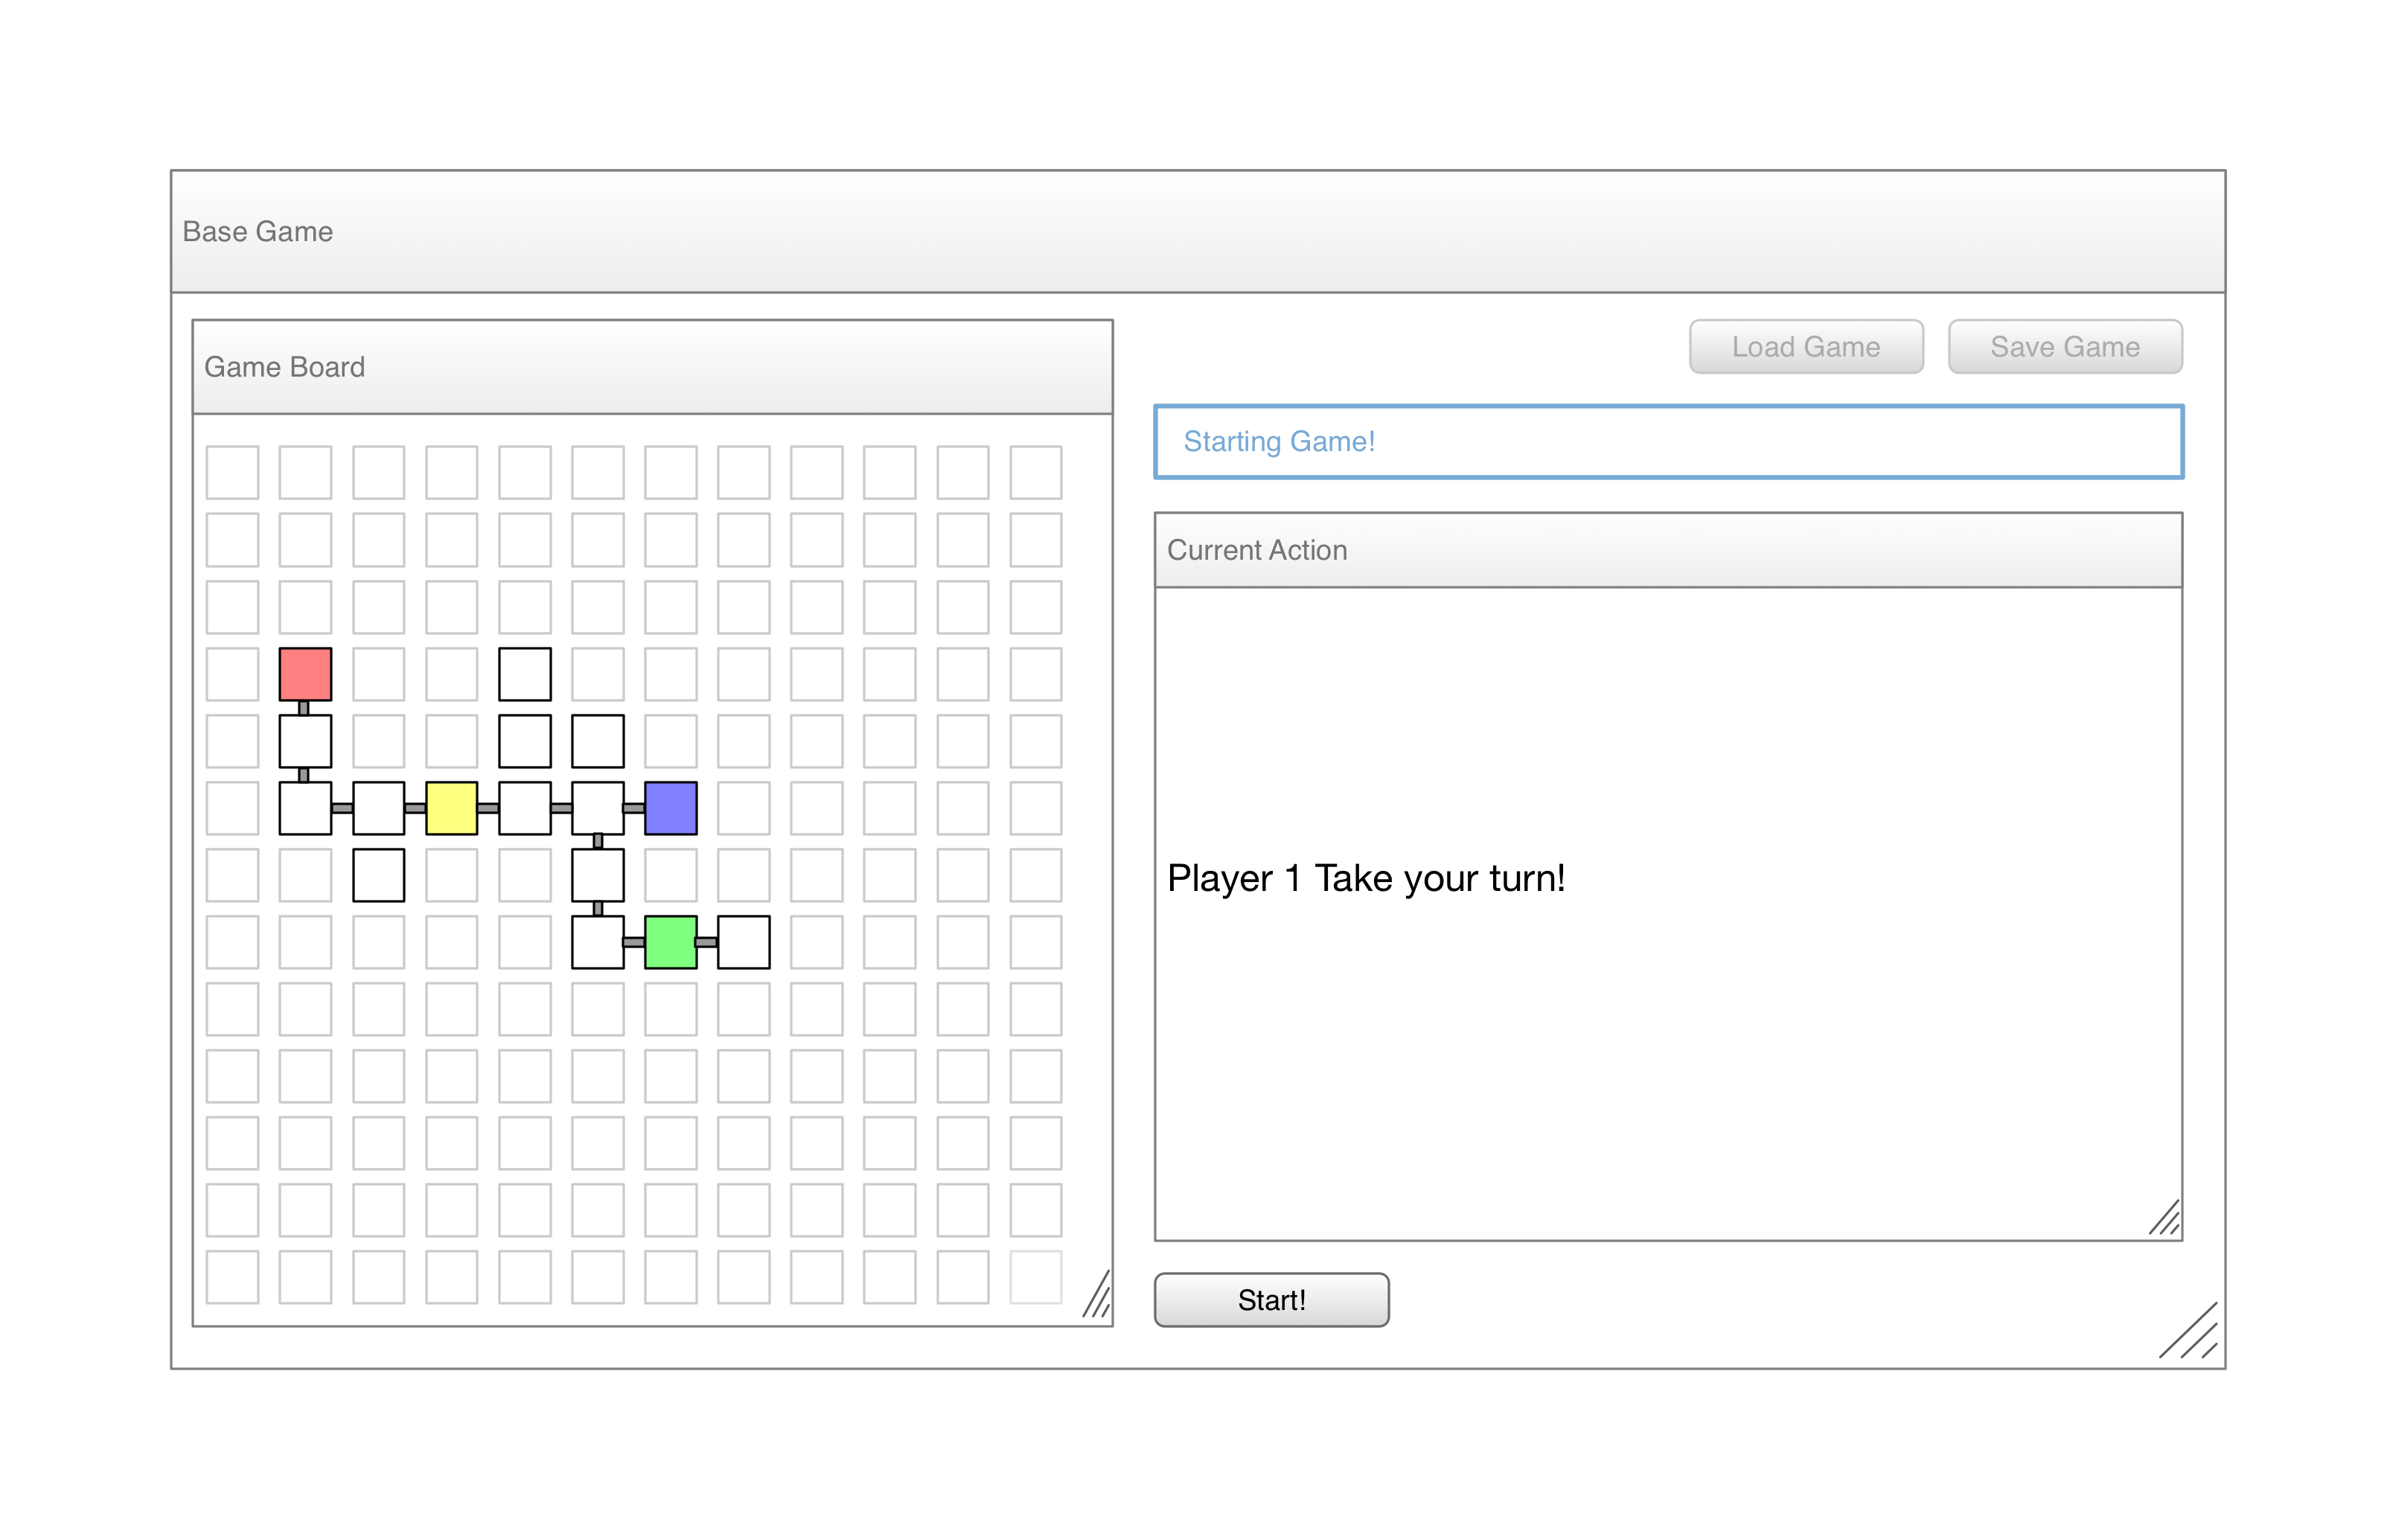 Base Game
Game Board
Load Game
Save Game
Starting Game!
Current Action
Player 1 Take your turn!
Start!